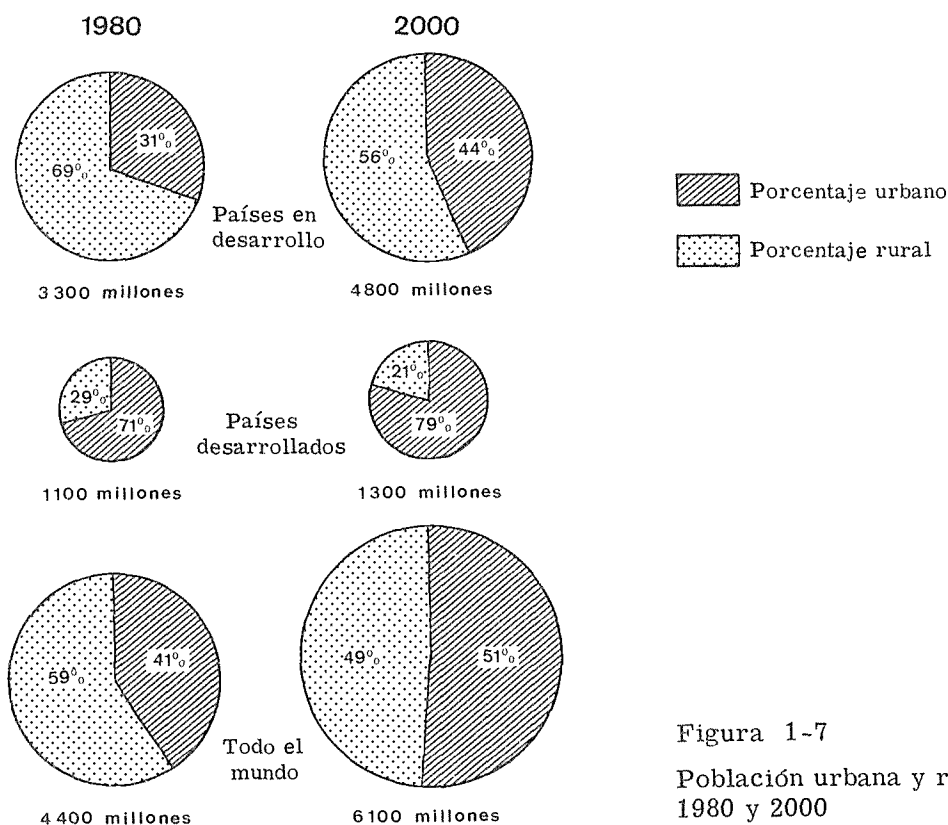 1980
2000
31%
69%
44%
56%
Países en
desarrollo
3 300 millones
4800 millones
Porcentaje urbano
Porcentaje rural
29%
71%
21%
79%
Países
desarrollados
1100 millones
1300 millones
41%
59%
49%
51%
Todo el
mundo
4 400 millones
6100 millones
Figura 1-7
Población urbana y r
1980 y 2000